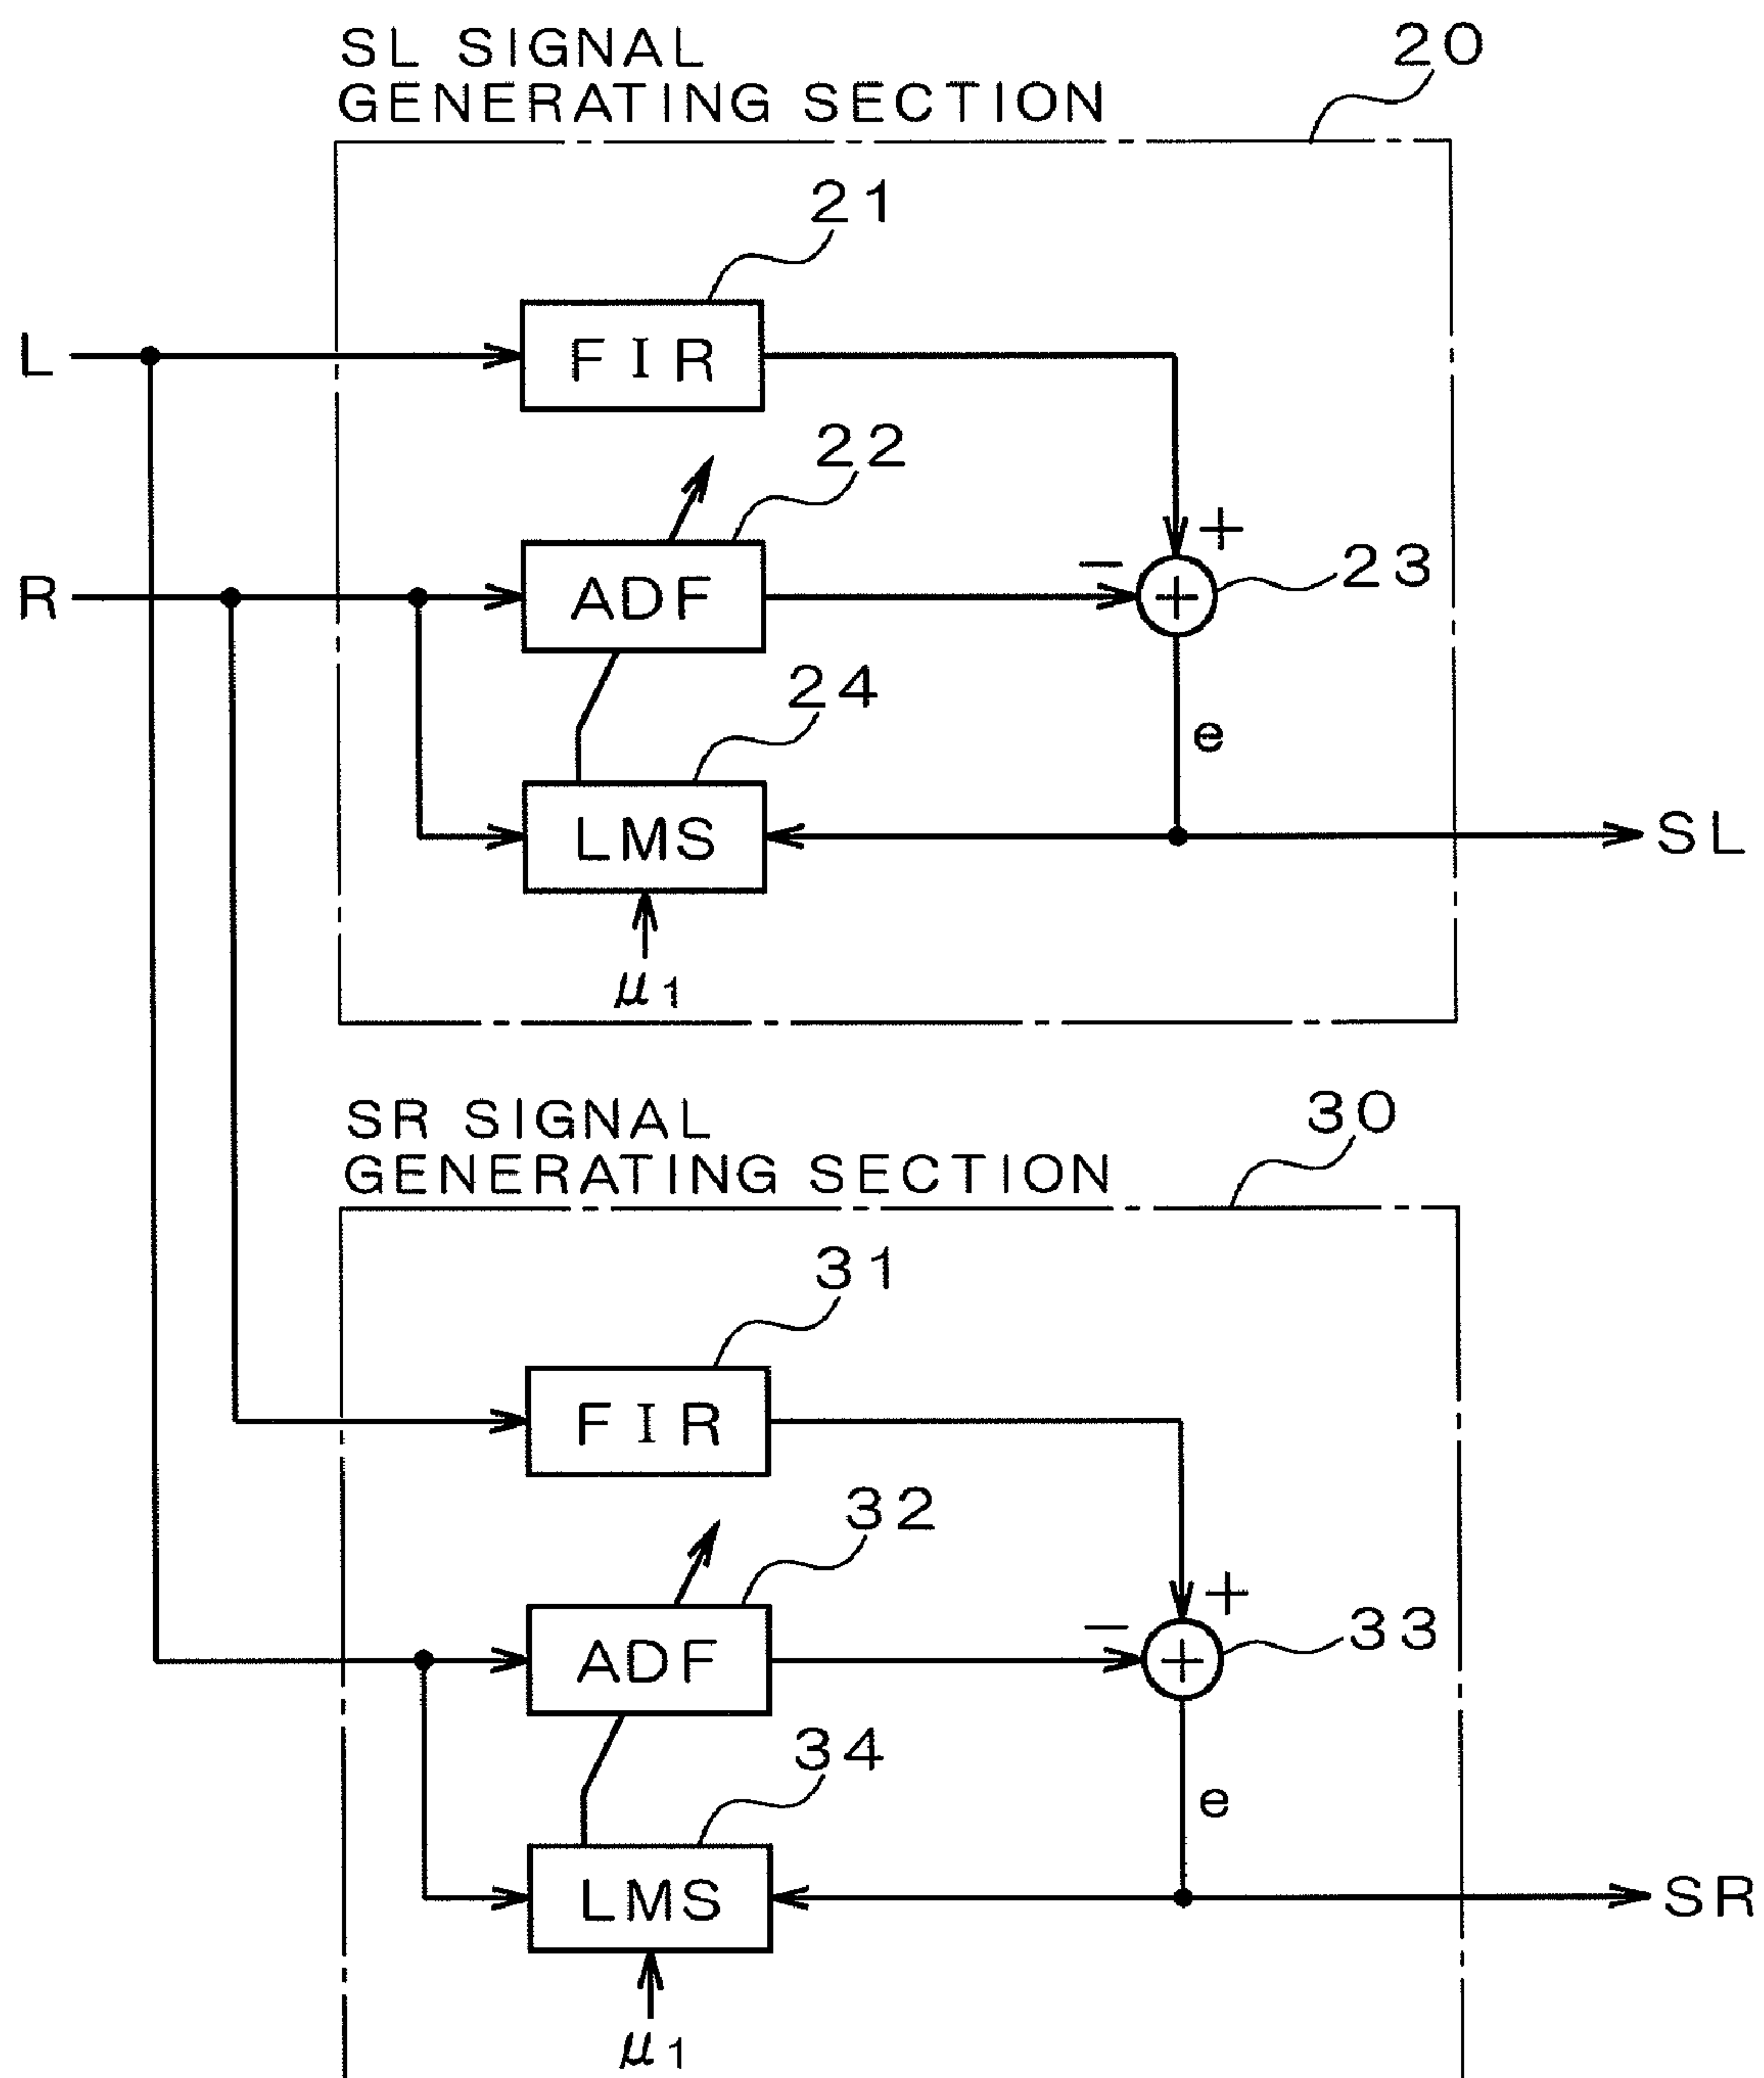 SL SIGNAL
GENERATING SECTION
20
21
L
FIR
22
+
−
23
R
ADF
+
24
e
LMS
SL
μ1
SR SIGNAL
GENERATING SECTION
30
31
FIR
32
+
−
33
ADF
+
34
e
LMS
SR
μ1